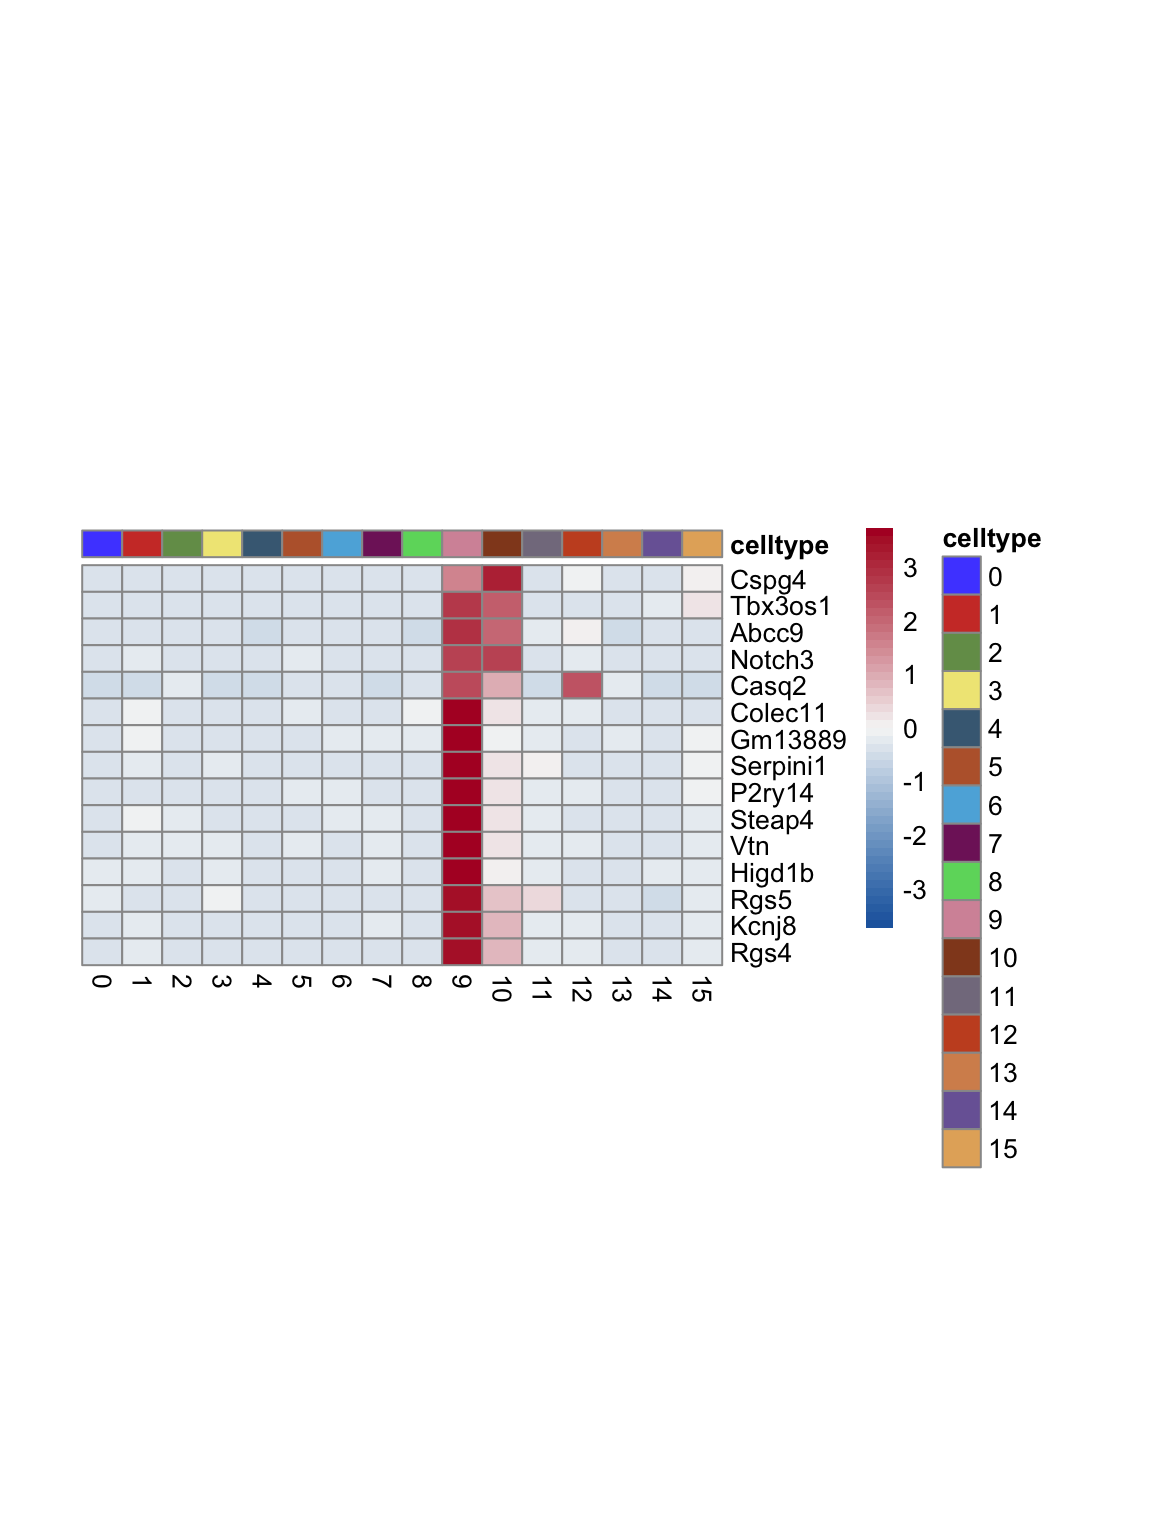 celltype
Cspg4
Tbx3os1
Abcc9
Notch3
Casq2
Colec11
Gm13889
Serpini1
P2ry14
Steap4
Vtn
Higd1b
Rgs5
Kcnj8
Rgs4
0 1 2 3 4 5 6 7 8 9 10 11 12 13 14 15
3
2
1
0
-1
-2
-3
celltype
0
1
2
3
4
5
6
7
8
9
10
11
12
13
14
15